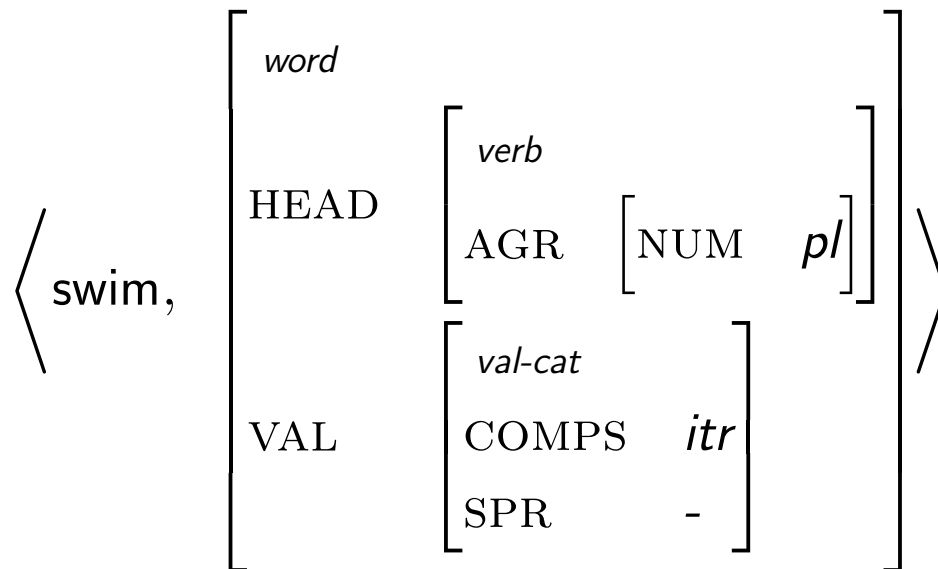 word
verb
HEAD
AGR [NUM pl]
⟨swim,
val-cat
VAL COMPS itr
SPR -